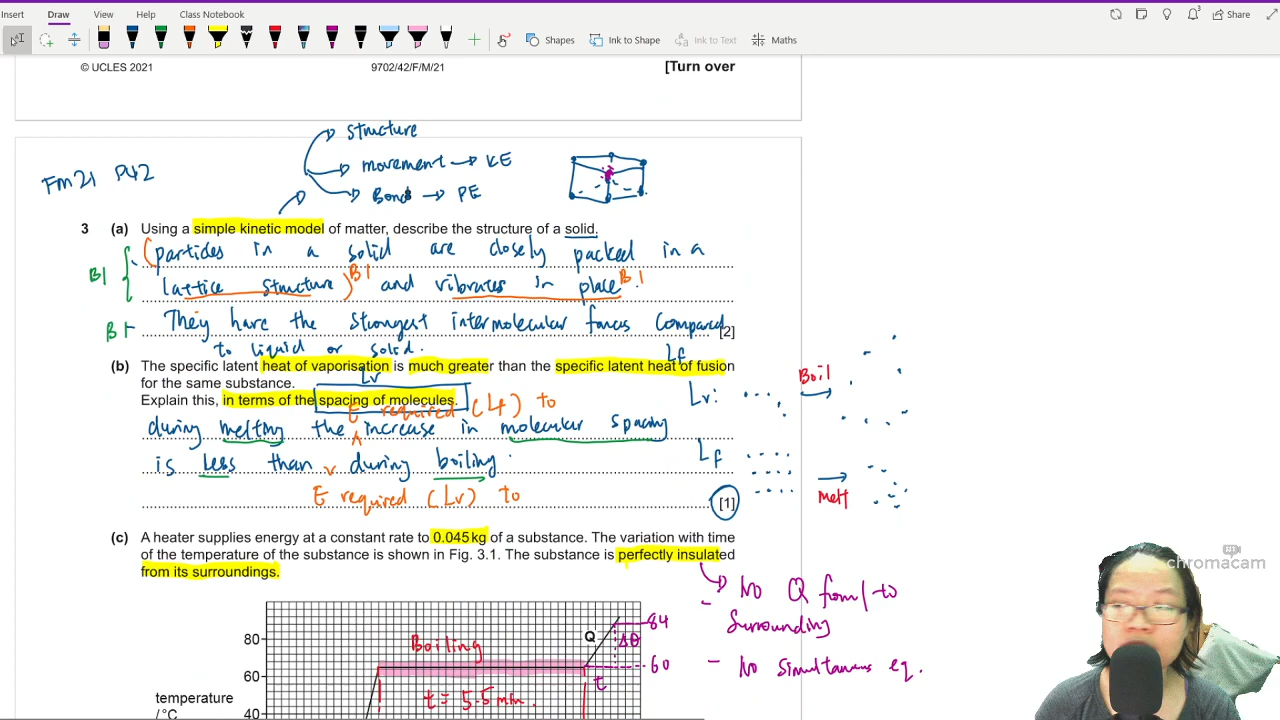 Insert Draw View Help Class Notebook Share
Shapes Ink to Shape Ink to Text Maths
© UCLES 2021 9702/42/F/M/21 [Turn over
FM21 P42
structure
movement → KE
Bonds → PE
3 (a) Using a simple kinetic model of matter, describe the structure of a solid.
B1 (particles in a solid are closely packed in a
lattice structure) B1 and vibrates in place B1.
B1 They have the strongest intermolecular forces compared [2]
to liquid or solid.
(b) The specific latent heat of vaporisation is much greater than the specific latent heat of fusion
Lf
for the same substance.
Lv
Explain this, in terms of the spacing of molecules.
E required (Lf) to
during melting the ^ increase in molecular spacing
is less than v during boiling.
E required (Lv) to
[1]
Lv: Boil
Lf Melt
(c) A heater supplies energy at a constant rate to 0.045 kg of a substance. The variation with time
of the temperature of the substance is shown in Fig. 3.1. The substance is perfectly insulated
from its surroundings.
- No Q from/to
surrounding
- No simultaneous eq.
chromacam
80
60
40
temperature
/°C
Boiling
t = 5.5 min.
Q
84
Δθ
60
t